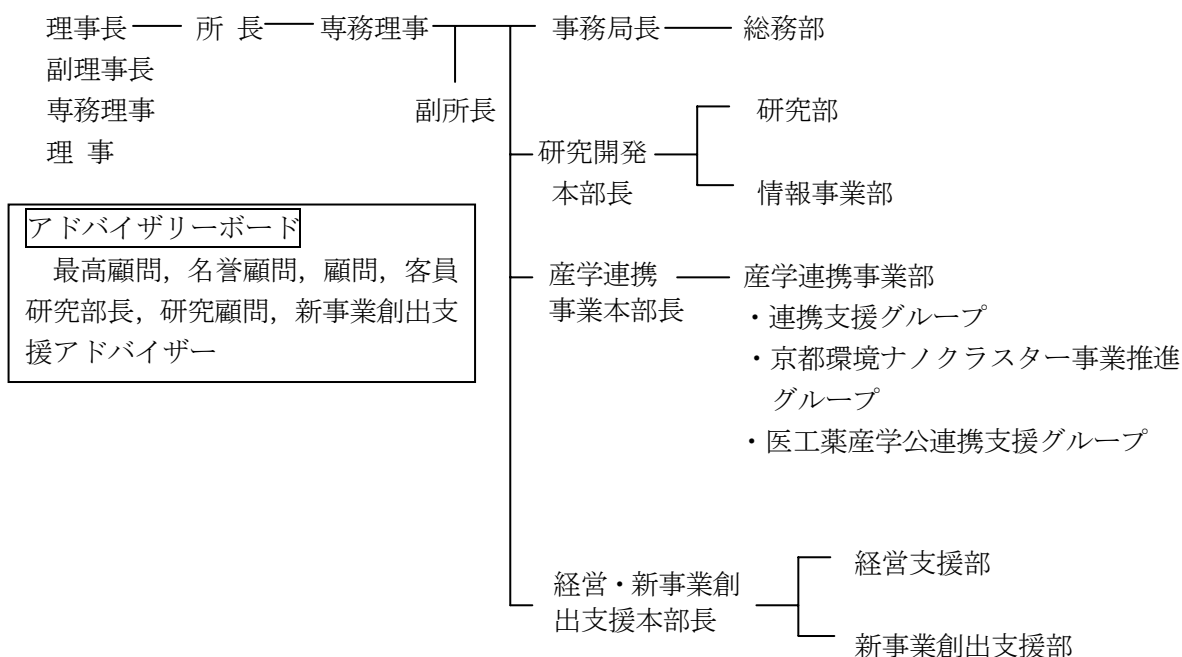 理事長 所 長 専務理事 事務局長 総務部
副理事長
専務理事 副所長 研究部
理 事 研究開発
本部長 情報事業部
アドバイザリーボード
最高顧問，名誉顧問，顧問，客員
研究部長，研究顧問，新事業創出支
援アドバイザー
産学連携 産学連携事業部
事業本部長 ・連携支援グループ
・京都環境ナノクラスター事業推進
グループ
・医工薬産学公連携支援グループ
経営支援部
経営・新事業創
出支援本部長
新事業創出支援部